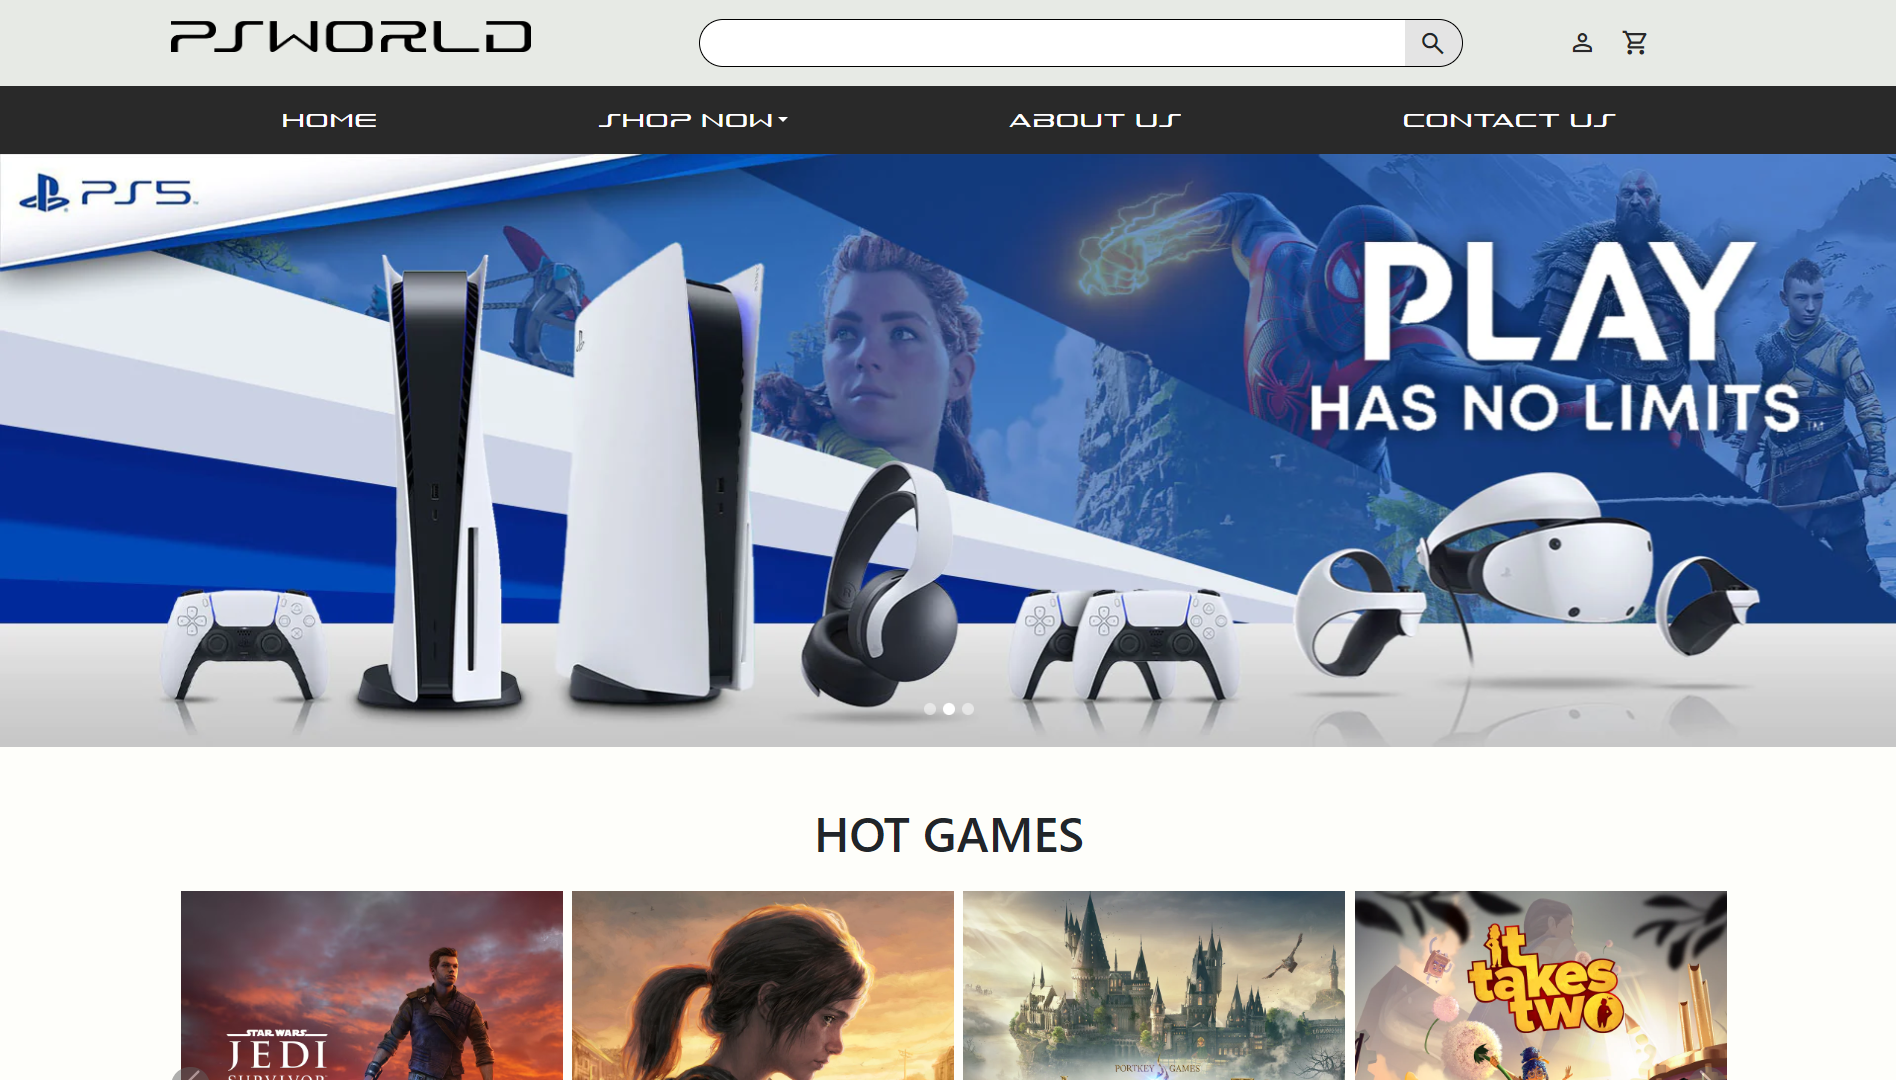 PSWORLD
HOME
SHOP NOW
ABOUT US
CONTACT US
PS5
PLAY
HAS NO LIMITS™
HOT GAMES
STAR WARS
JEDI
SURVIVOR
PORTKEY GAMES
it
takes
two